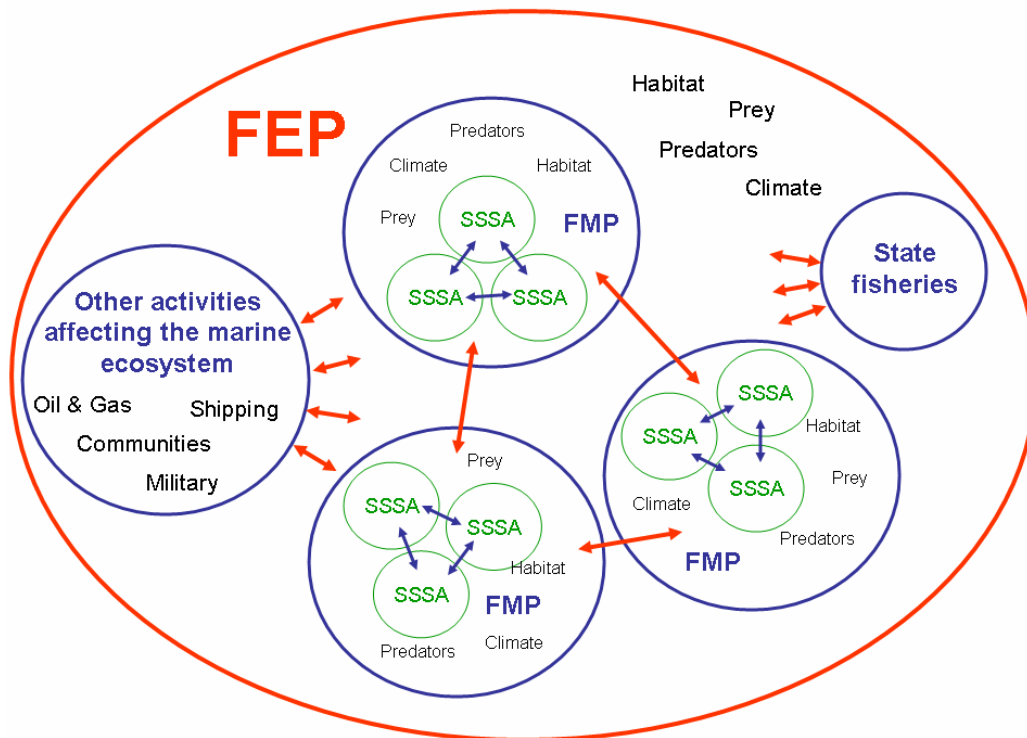 FEP
Habitat
Prey
Predators
Climate
Predators
Climate
Habitat
Prey
SSSA
FMP
SSSA
SSSA
State
fisheries
Other activities
affecting the marine
ecosystem
Oil & Gas
Shipping
Communities
Military
SSSA
SSSA
Habitat
SSSA
Prey
Climate
Predators
FMP
Prey
SSSA
SSSA
Habitat
SSSA
FMP
Climate
Predators